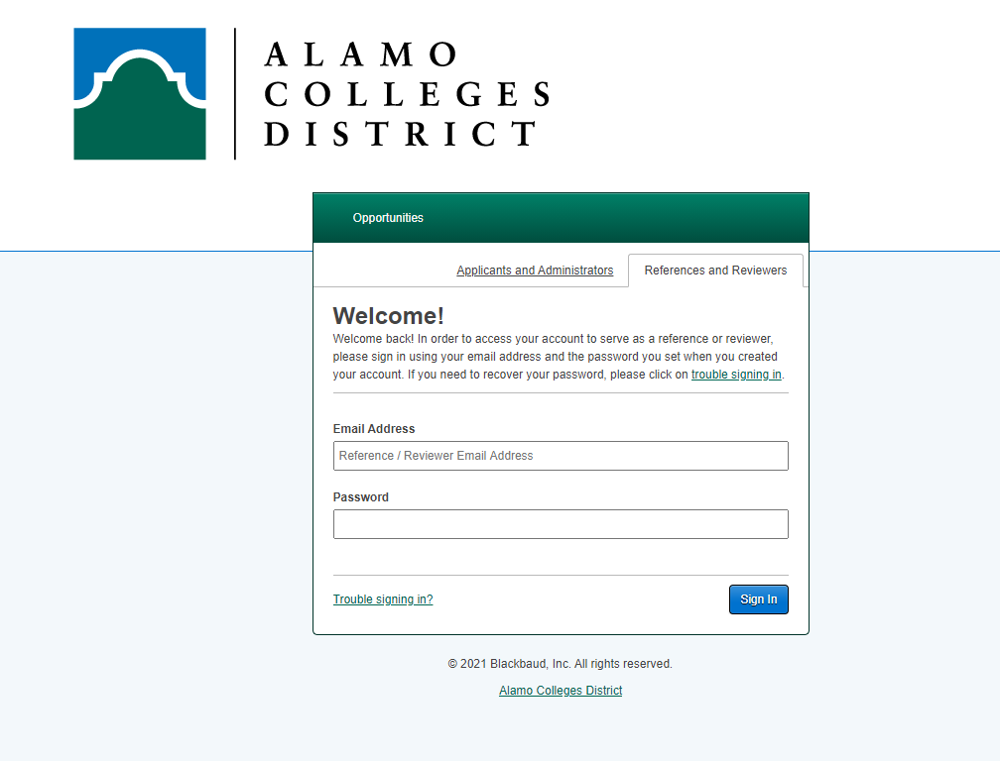 ALAMO
COLLEGES
DISTRICT
Opportunities
Applicants and Administrators
References and Reviewers
Welcome!
Welcome back! In order to access your account to serve as a reference or reviewer,
please sign in using your email address and the password you set when you created
your account. If you need to recover your password, please click on trouble signing in.
Email Address
Reference / Reviewer Email Address
Password
Trouble signing in?
Sign In
© 2021 Blackbaud, Inc. All rights reserved.
Alamo Colleges District